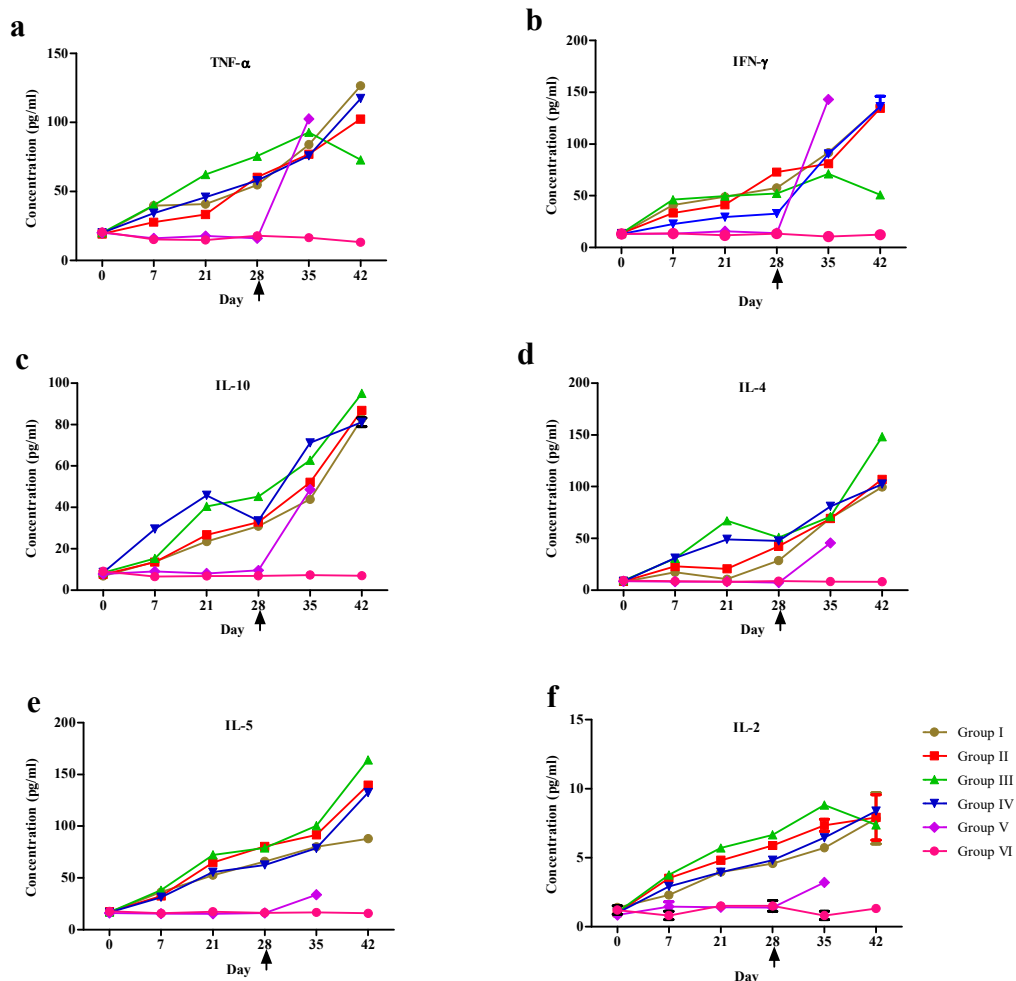 a
TNF-α
Concentration (pg/ml)
150
100
50
0
0 7 21 28 35 42
Day
b
IFN-γ
Concentration (pg/ml)
200
150
100
50
0
0 7 21 28 35 42
Day
c
IL-10
Concentration (pg/ml)
100
80
60
40
20
0
0 7 21 28 35 42
Day
d
IL-4
Concentration (pg/ml)
200
150
100
50
0
0 7 21 28 35 42
Day
e
IL-5
Concentration (pg/ml)
200
150
100
50
0
0 7 21 28 35 42
Day
f
IL-2
Concentration (pg/ml)
15
10
5
0
0 7 21 28 35 42
Day
Group I
Group II
Group III
Group IV
Group V
Group VI